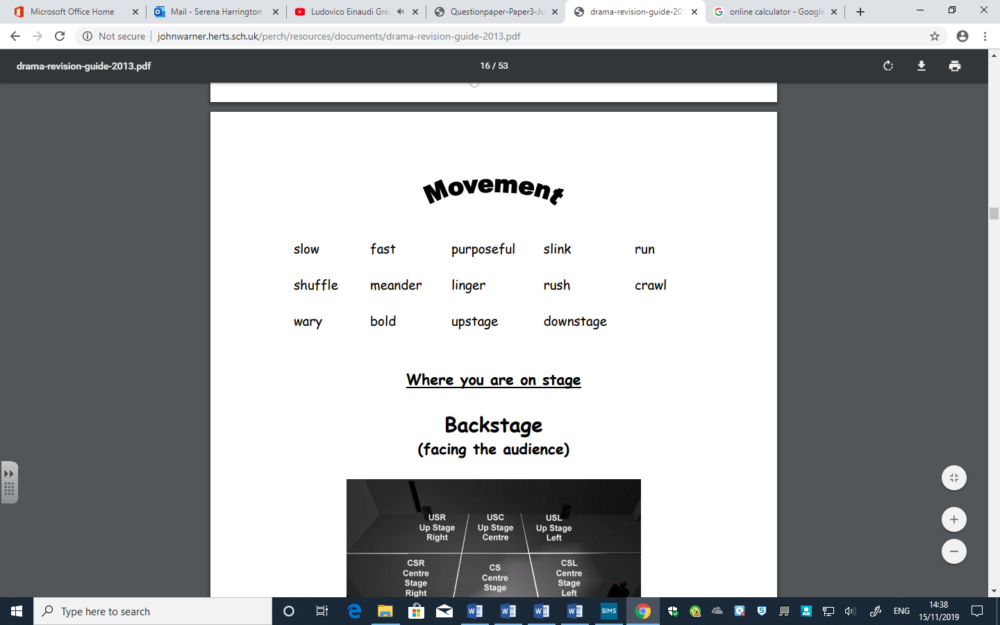 Microsoft Office Home
Mail - Serena Harrington -
Ludovico Einaudi Grea
Questionpaper-Paper3-Ju
drama-revision-guide-201
online calculator - Google
Not secure
johnwarner.herts.sch.uk/perch/resources/documents/drama-revision-guide-2013.pdf
drama-revision-guide-2013.pdf
16 / 53
Movement
slow fast purposeful slink run
shuffle meander linger rush crawl
wary bold upstage downstage
Where you are on stage
Backstage
(facing the audience)
USR USC USL
Up Stage Up Stage Up Stage
Right Centre Left
CSR CS CSL
Centre Centre Centre
Stage Stage Stage
Right Left
Type here to search
SIMS
ENG
14:38
15/11/2019